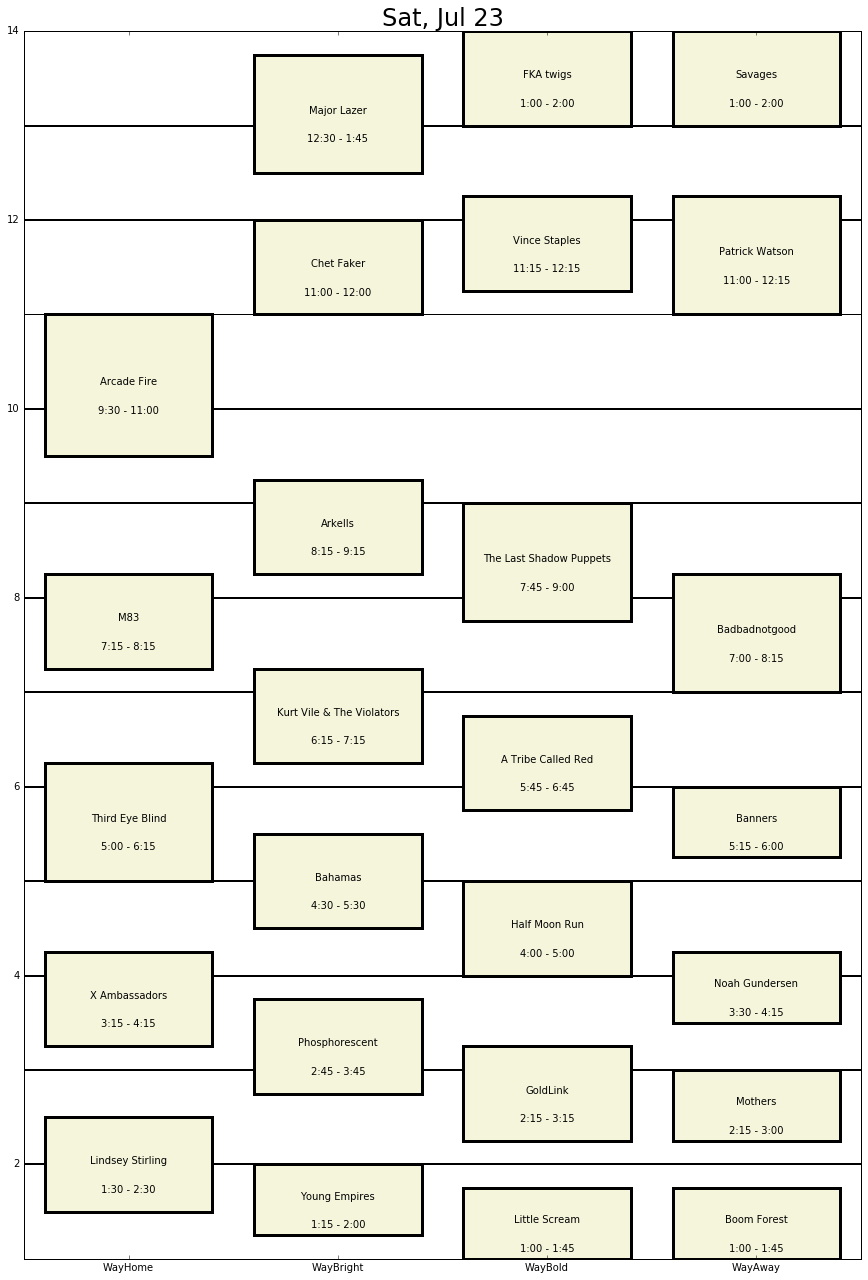 Sat, Jul 23
14
FKA twigs
1:00 - 2:00
Savages
1:00 - 2:00
Major Lazer
12:30 - 1:45
12
Vince Staples
11:15 - 12:15
Patrick Watson
11:00 - 12:15
Chet Faker
11:00 - 12:00
Arcade Fire
9:30 - 11:00
10
Arkells
8:15 - 9:15
The Last Shadow Puppets
7:45 - 9:00
8
M83
7:15 - 8:15
Badbadnotgood
7:00 - 8:15
Kurt Vile & The Violators
6:15 - 7:15
A Tribe Called Red
5:45 - 6:45
6
Third Eye Blind
5:00 - 6:15
Banners
5:15 - 6:00
Bahamas
4:30 - 5:30
Half Moon Run
4:00 - 5:00
4
X Ambassadors
3:15 - 4:15
Noah Gundersen
3:30 - 4:15
Phosphorescent
2:45 - 3:45
GoldLink
2:15 - 3:15
Mothers
2:15 - 3:00
2
Lindsey Stirling
1:30 - 2:30
Young Empires
1:15 - 2:00
Little Scream
1:00 - 1:45
Boom Forest
1:00 - 1:45
WayHome
WayBright
WayBold
WayAway